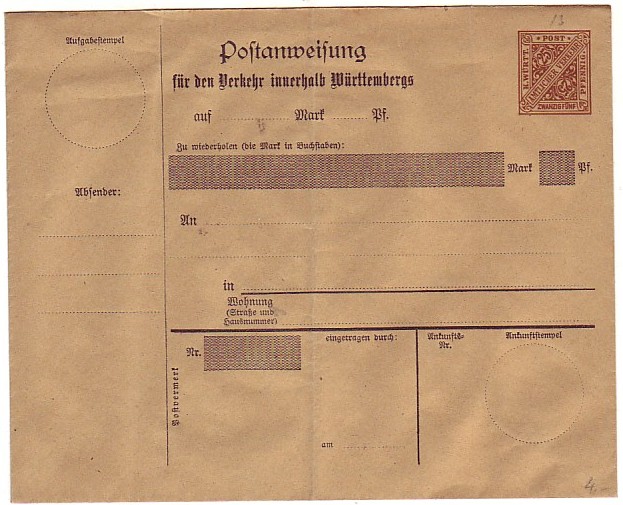 13
Aufgabestempel
Postanweisung
für den Verkehr innerhalb Württembergs
auf Mark Pf.
Zu wiederholen (die Mark in Buchstaben):
Mark Pf.
Absender:
An
in
Wohnung
(Straße und
Hausnummer)
Postvermerk
Nr.
eingetragen durch:
am
Ankunfts-
Nr.
Ankunftstempel
K. WÜRTT.
POST
PFENNIG
ZWANZIGFÜNF
25
4.-